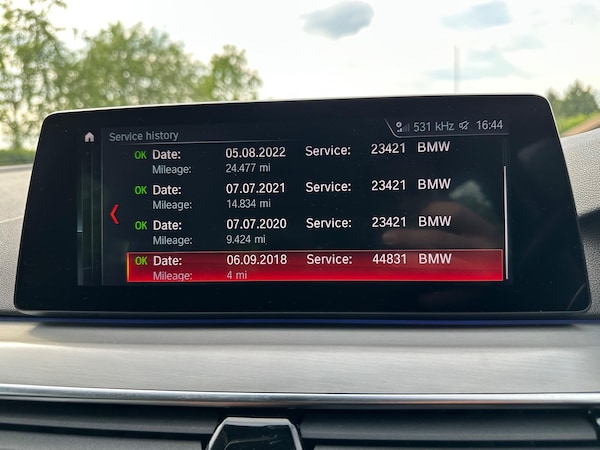 531 kHz 16:44
Service history
OK Date: 05.08.2022 Service: 23421 BMW
Mileage: 24.477 mi
OK Date: 07.07.2021 Service: 23421 BMW
Mileage: 14.834 mi
OK Date: 07.07.2020 Service: 23421 BMW
Mileage: 9.424 mi
OK Date: 06.09.2018 Service: 44831 BMW
Mileage: 4 mi